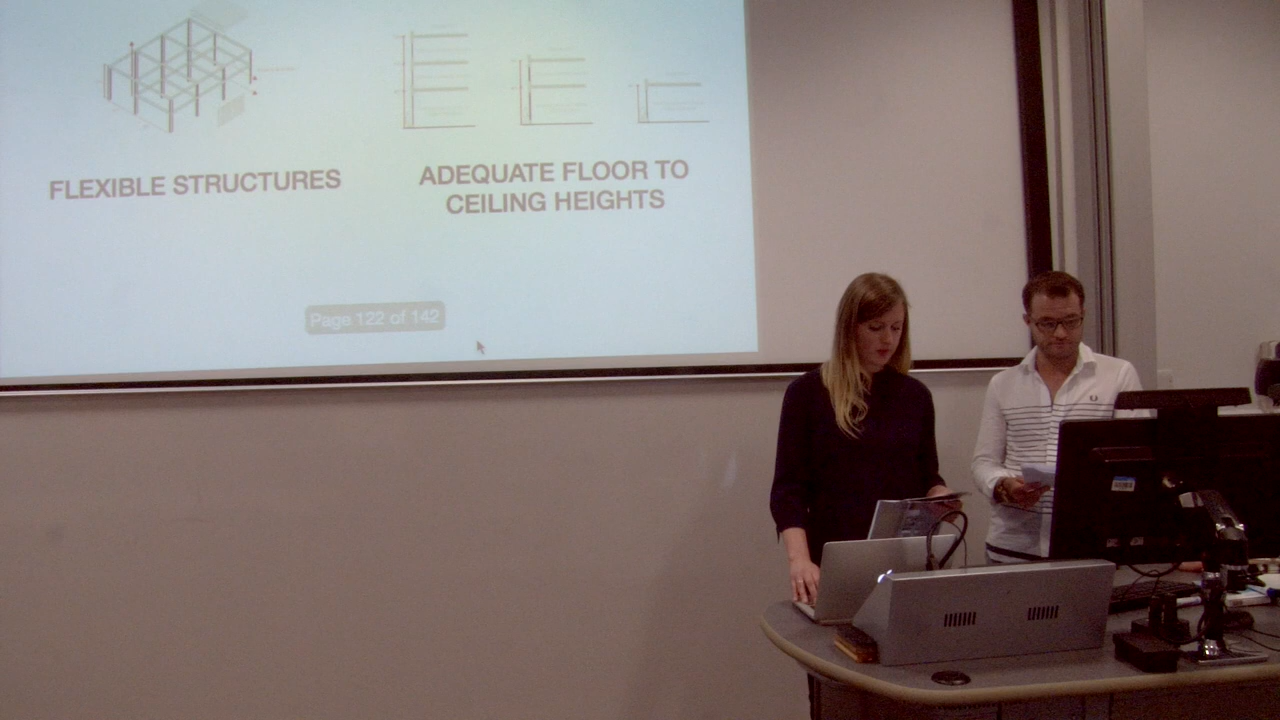 FLEXIBLE STRUCTURES
ADEQUATE FLOOR TO
CEILING HEIGHTS
Page 122 of 142